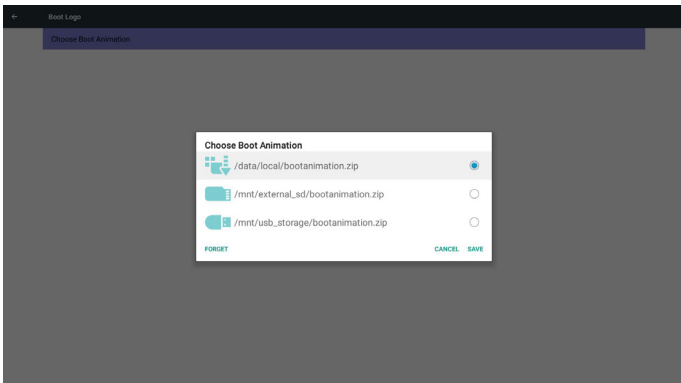 Boot Logo
Choose Boot Animation
Choose Boot Animation
/data/local/bootanimation.zip
/mnt/external_sd/bootanimation.zip
/mnt/usb_storage/bootanimation.zip
FORGET CANCEL SAVE